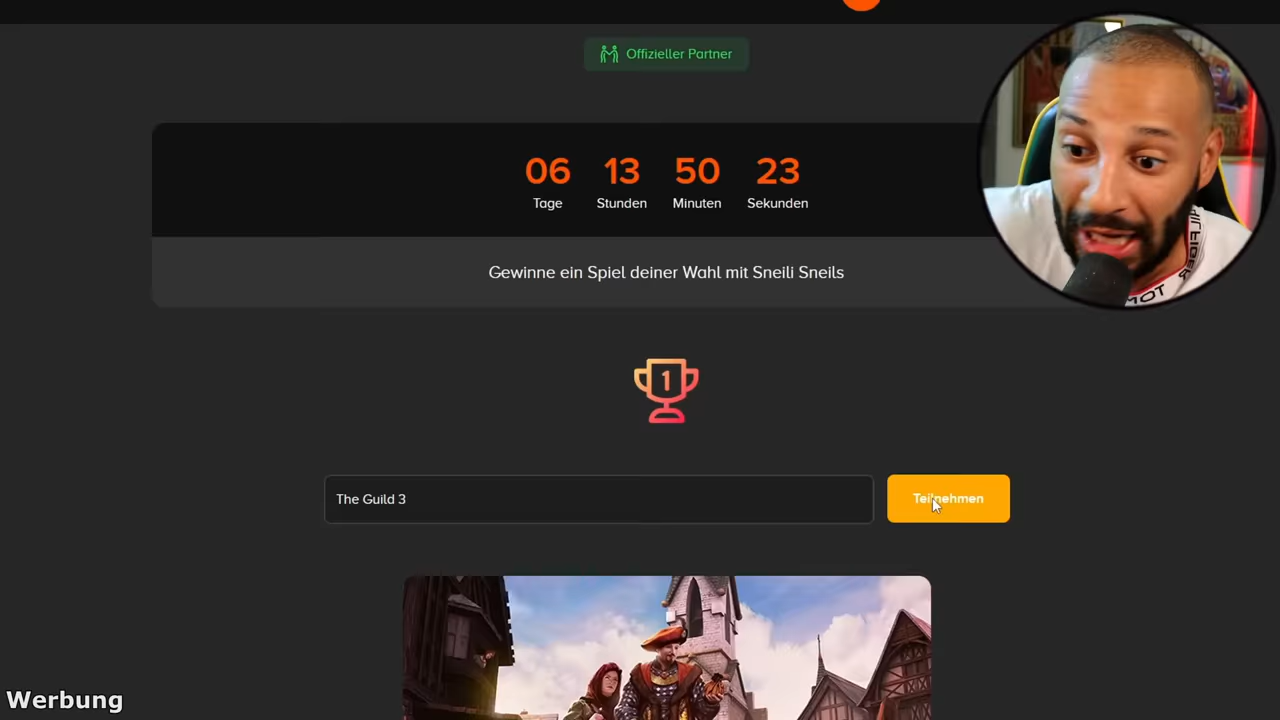 Offizieller Partner
06 13 50 23
Tage Stunden Minuten Sekunden
Gewinne ein Spiel deiner Wahl mit Sneili Sneils
1
The Guild 3
Teilnehmen
Werbung